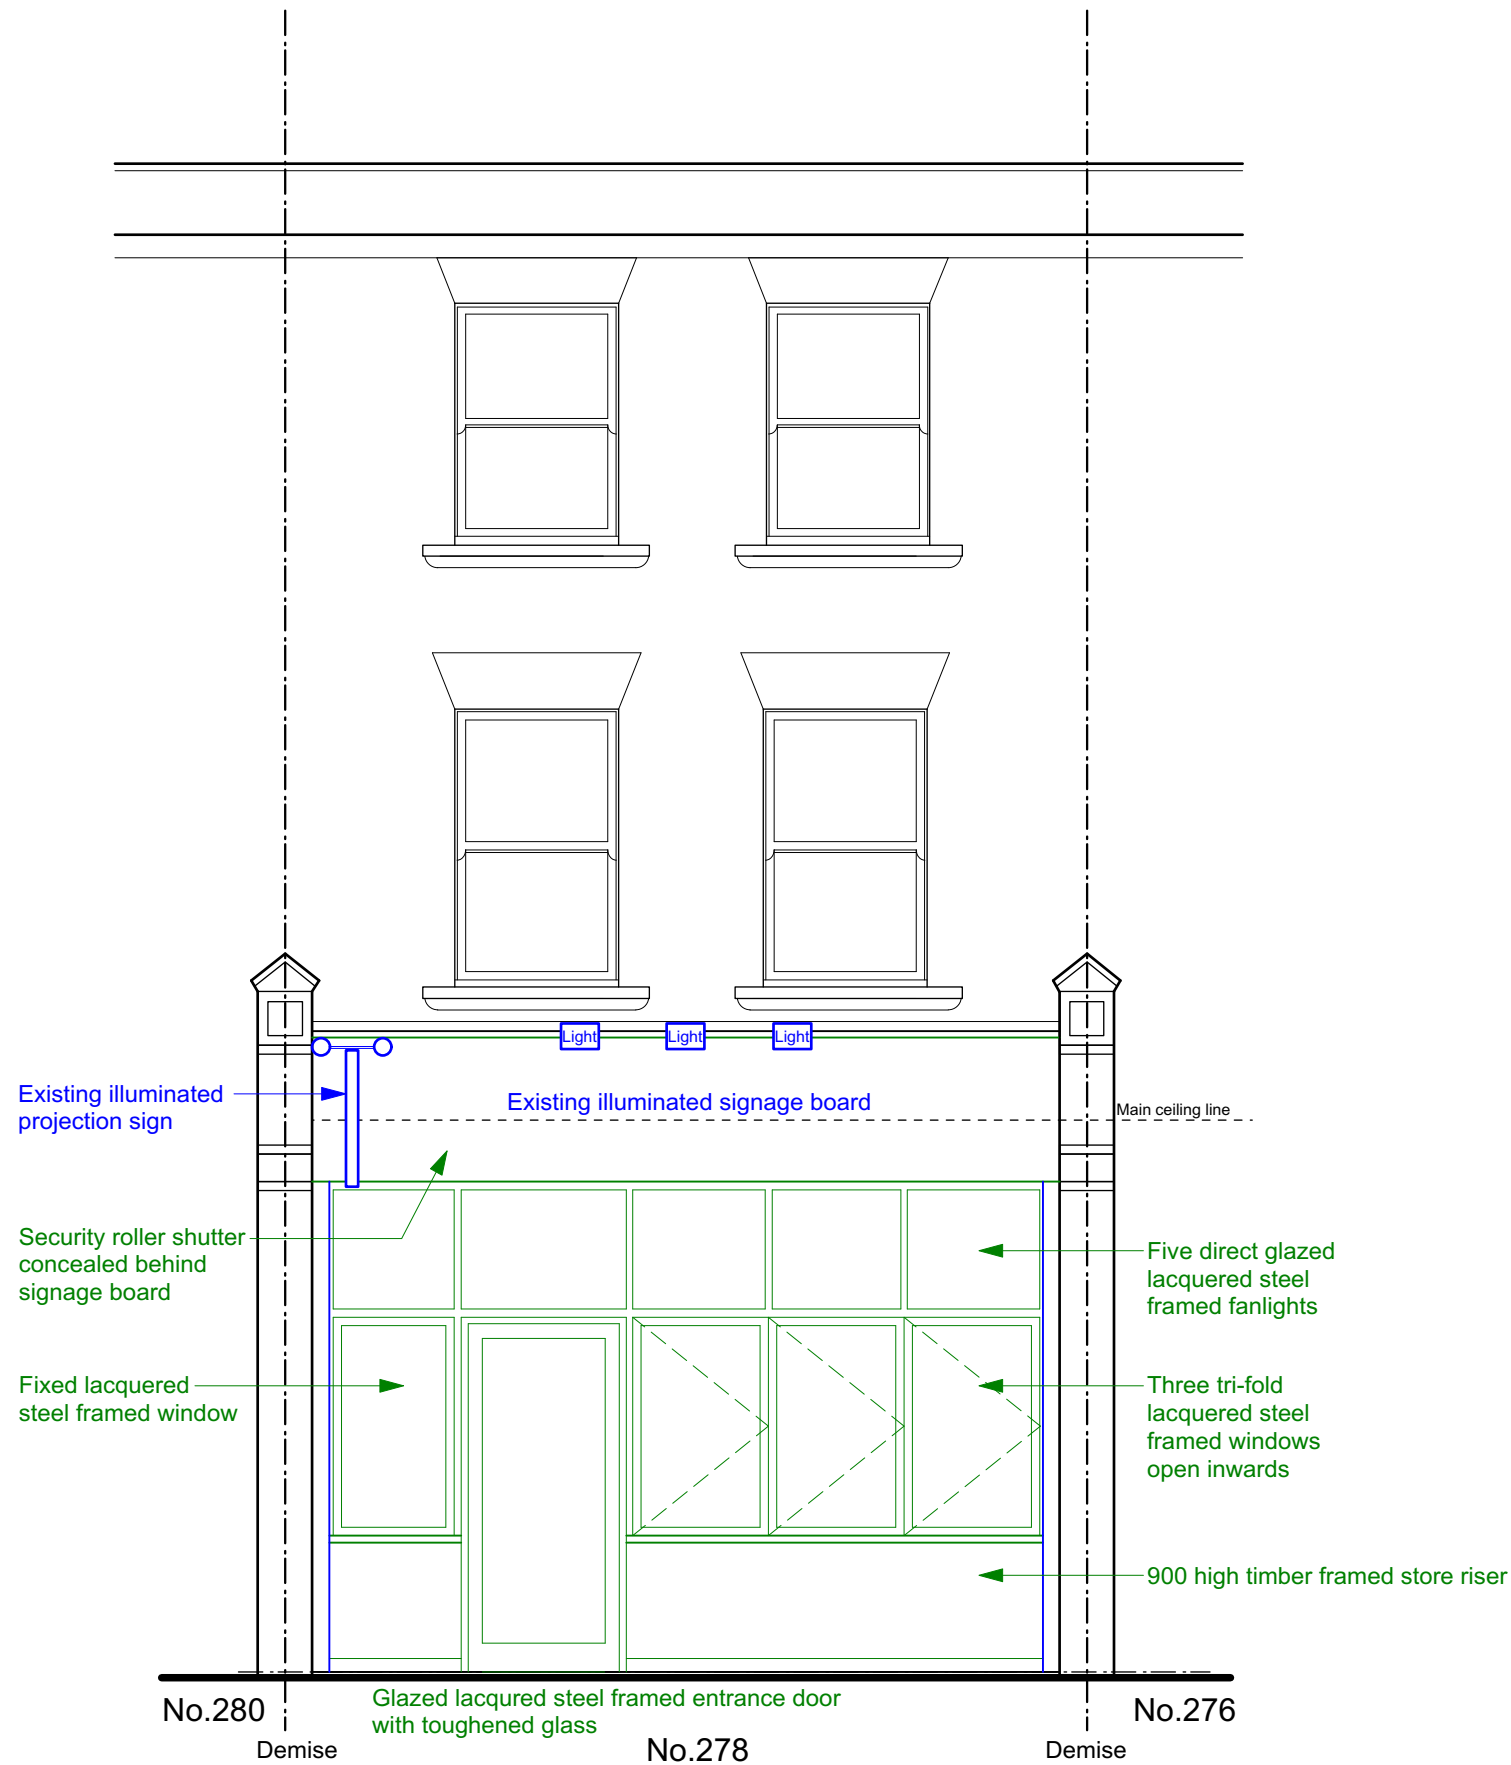 Light
Light
Light
Existing illuminated
projection sign
Existing illuminated signage board
Main ceiling line
Security roller shutter
concealed behind
signage board
Five direct glazed
lacquered steel
framed fanlights
Fixed lacquered
steel framed window
Three tri-fold
lacquered steel
framed windows
open inwards
900 high timber framed store riser
No.280
Glazed lacqured steel framed entrance door
with toughened glass
No.276
Demise
No.278
Demise